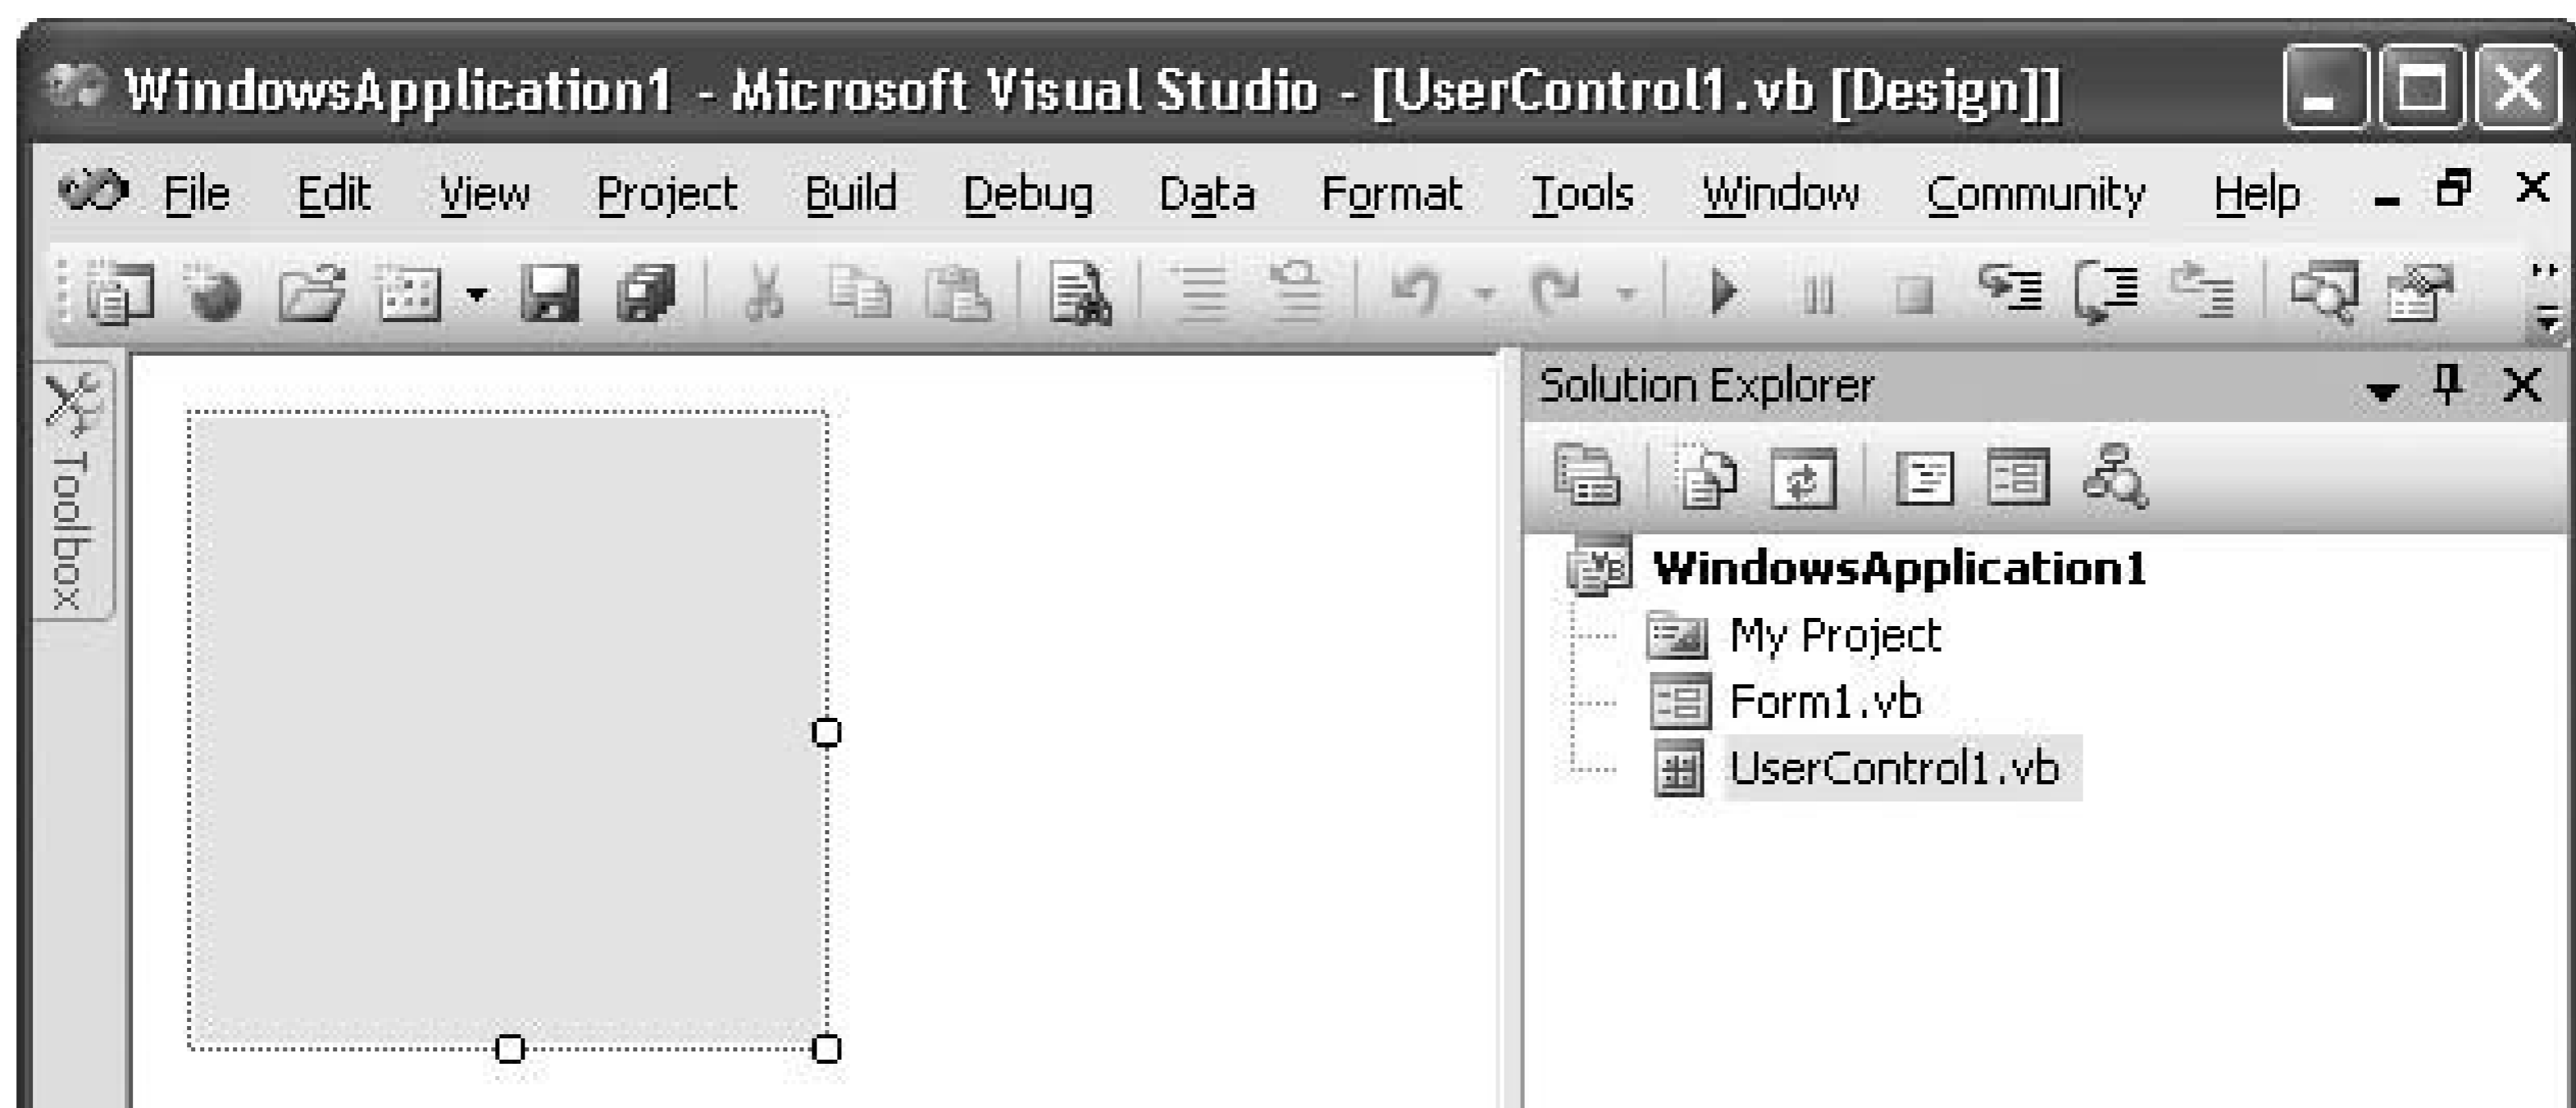 WindowsApplication1 - Microsoft Visual Studio - [UserControl1.vb [Design]]
File Edit View Project Build Debug Data Format Tools Window Community Help
Toolbox
Solution Explorer
WindowsApplication1
My Project
Form1.vb
UserControl1.vb